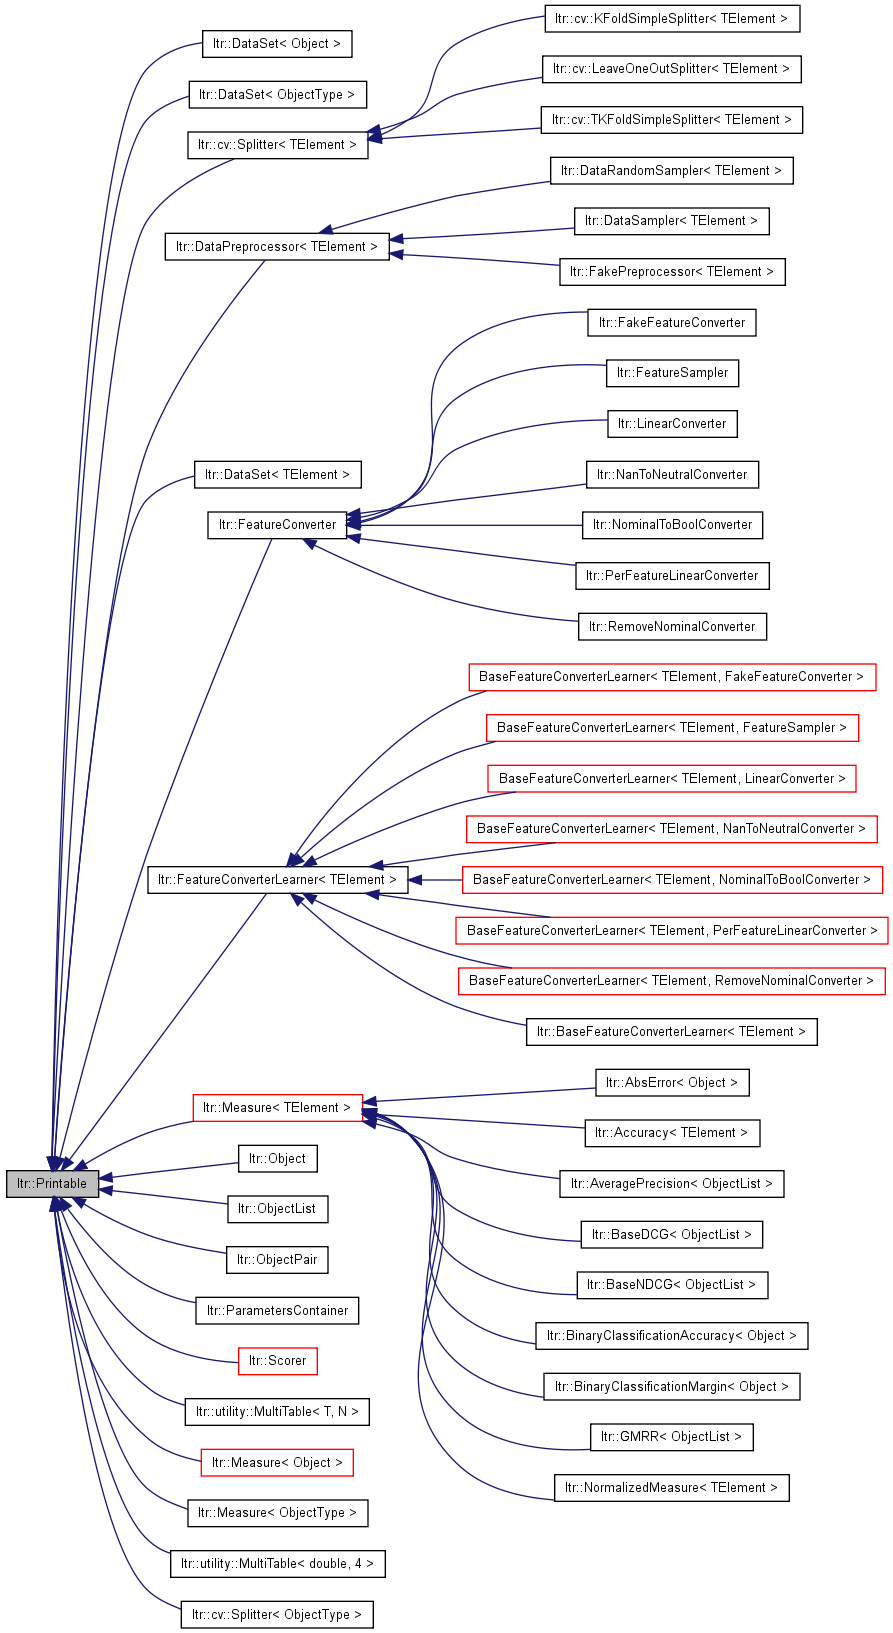 ltr::cv::KFoldSimpleSplitter< TElement >
ltr::DataSet< Object >
ltr::cv::LeaveOneOutSplitter< TElement >
ltr::DataSet< ObjectType >
ltr::cv::TKFoldSimpleSplitter< TElement >
ltr::cv::Splitter< TElement >
ltr::DataRandomSampler< TElement >
ltr::DataSampler< TElement >
ltr::DataPreprocessor< TElement >
ltr::FakePreprocessor< TElement >
ltr::FakeFeatureConverter
ltr::FeatureSampler
ltr::LinearConverter
ltr::DataSet< TElement >
ltr::NanToNeutralConverter
ltr::FeatureConverter
ltr::NominalToBoolConverter
ltr::PerFeatureLinearConverter
ltr::RemoveNominalConverter
BaseFeatureConverterLearner< TElement, FakeFeatureConverter >
BaseFeatureConverterLearner< TElement, FeatureSampler >
BaseFeatureConverterLearner< TElement, LinearConverter >
BaseFeatureConverterLearner< TElement, NanToNeutralConverter >
ltr::FeatureConverterLearner< TElement >
BaseFeatureConverterLearner< TElement, NominalToBoolConverter >
BaseFeatureConverterLearner< TElement, PerFeatureLinearConverter >
BaseFeatureConverterLearner< TElement, RemoveNominalConverter >
ltr::BaseFeatureConverterLearner< TElement >
ltr::AbsError< Object >
ltr::Measure< TElement >
ltr::Accuracy< TElement >
ltr::Object
ltr::Printable
ltr::AveragePrecision< ObjectList >
ltr::ObjectList
ltr::BaseDCG< ObjectList >
ltr::ObjectPair
ltr::BaseNDCG< ObjectList >
ltr::ParametersContainer
ltr::BinaryClassificationAccuracy< Object >
ltr::Scorer
ltr::BinaryClassificationMargin< Object >
ltr::utility::MultiTable< T, N >
ltr::GMRR< ObjectList >
ltr::Measure< Object >
ltr::NormalizedMeasure< TElement >
ltr::Measure< ObjectType >
ltr::utility::MultiTable< double, 4 >
ltr::cv::Splitter< ObjectType >